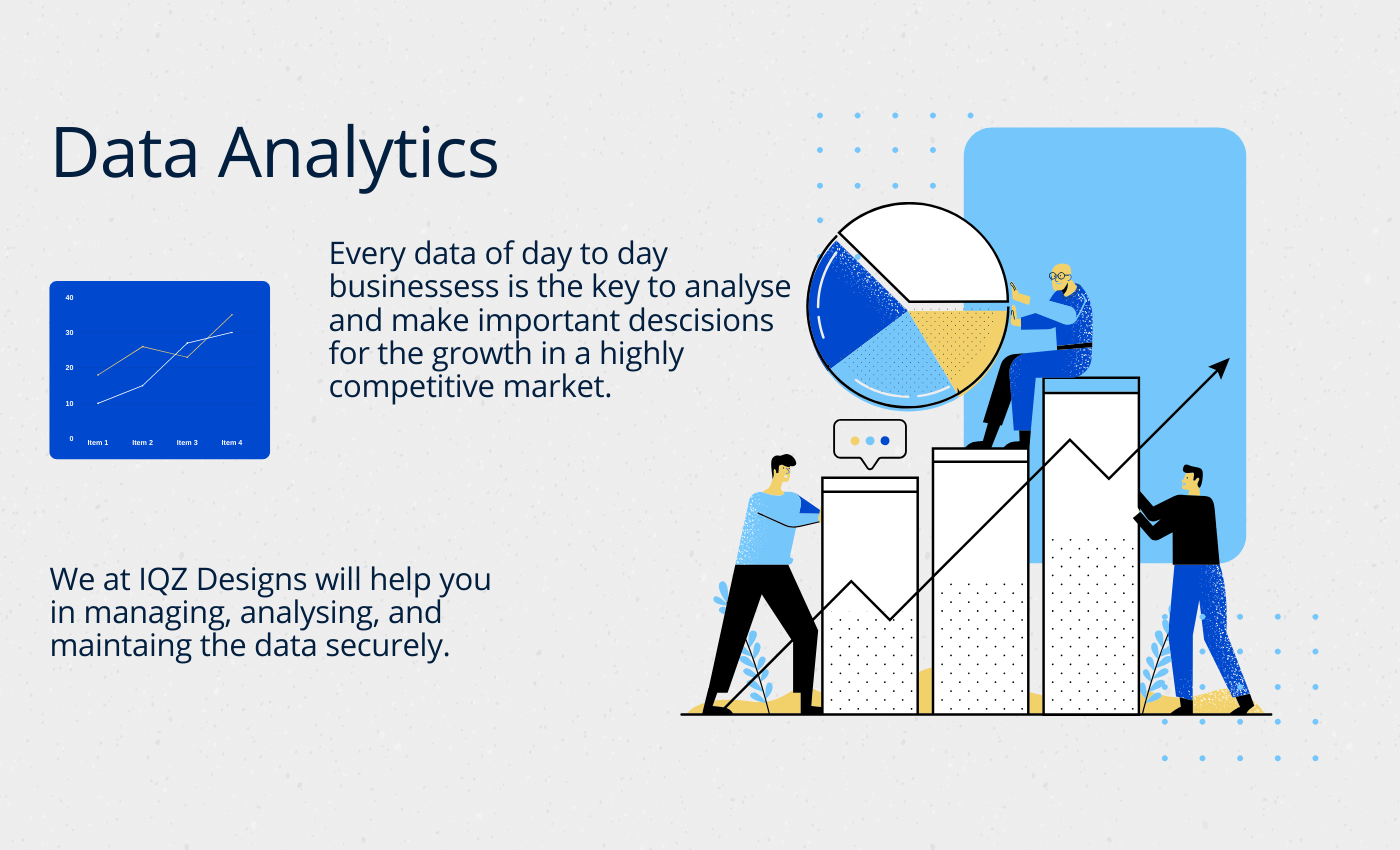 Data Analytics
Every data of day to day
businessess is the key to analyse
and make important descisions
for the growth in a highly
competitive market.
40
30
20
10
0
Item 1 Item 2 Item 3 Item 4
We at IQZ Designs will help you
in managing, analysing, and
maintaing the data securely.